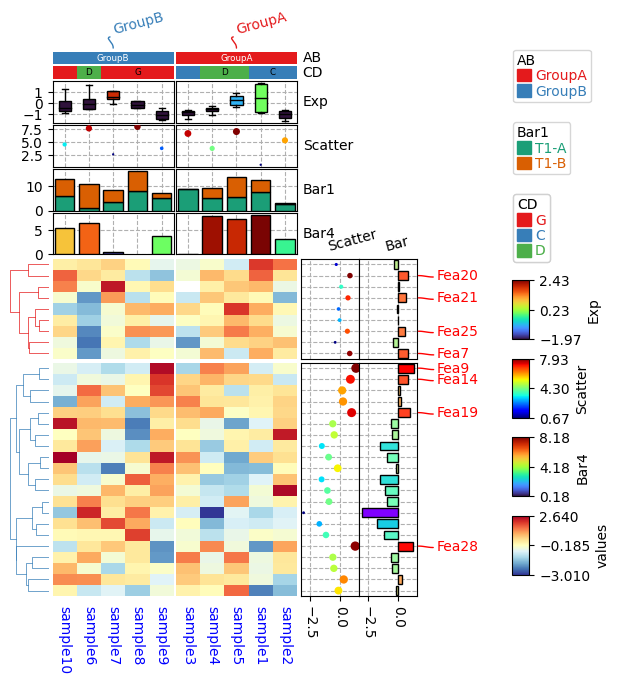 GroupB
GroupA
GroupB
GroupA
AB
D
G
D
C
CD
1
0
−1
Exp
7.5
5.0
2.5
Scatter
10
0
Bar1
5
0
Bar4
Scatter
Bar
Fea20
Fea21
Fea25
Fea7
Fea9
Fea14
Fea19
Fea28
−2.5
0.0
−2.5
0.0
sample10
sample6
sample7
sample8
sample9
sample3
sample4
sample5
sample1
sample2
AB
GroupA
GroupB
Bar1
T1-A
T1-B
CD
G
C
D
2.43
0.23
−1.97
Exp
7.93
4.30
0.67
Scatter
8.18
4.18
0.18
Bar4
2.640
−0.185
−3.010
values